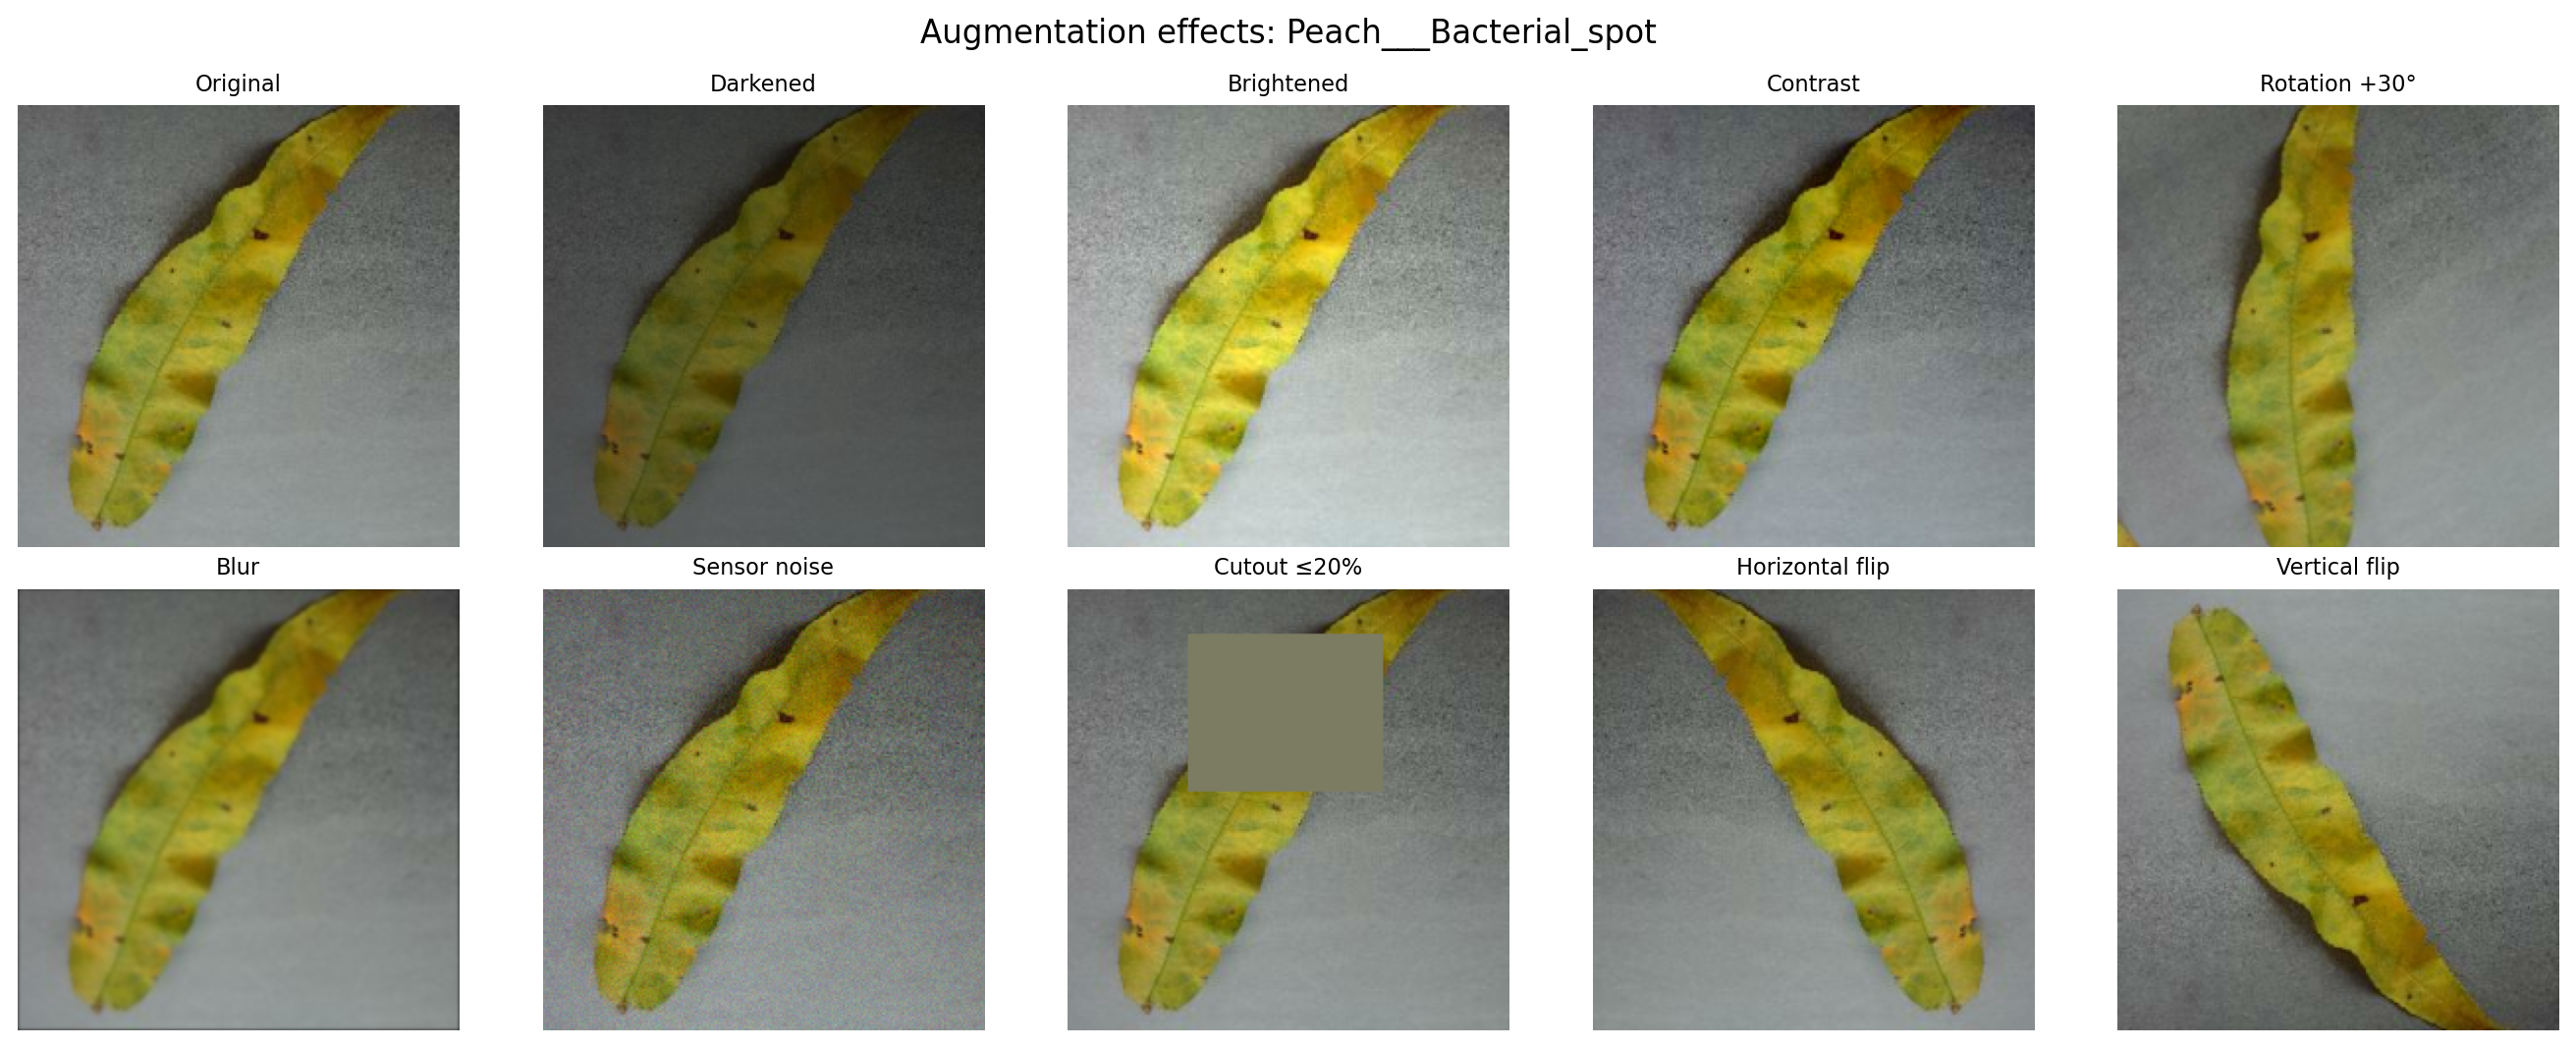 Augmentation effects: Peach___Bacterial_spot
Original
Darkened
Brightened
Contrast
Rotation +30°
Blur
Sensor noise
Cutout ≤20%
Horizontal flip
Vertical flip